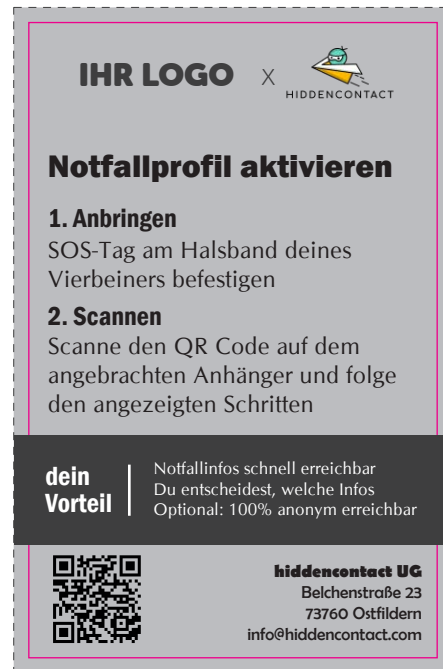 IHR LOGO x HIDDENCONTACT
Notfallprofil aktivieren
1. Anbringen
SOS-Tag am Halsband deines
Vierbeiners befestigen
2. Scannen
Scanne den QR Code auf dem
angebrachten Anhänger und folge
den angezeigten Schritten
dein
Vorteil
Notfallinfos schnell erreichbar
Du entscheidest, welche Infos
Optional: 100% anonym erreichbar
hiddencontact UG
Belchenstraße 23
73760 Ostfildern
info@hiddencontact.com